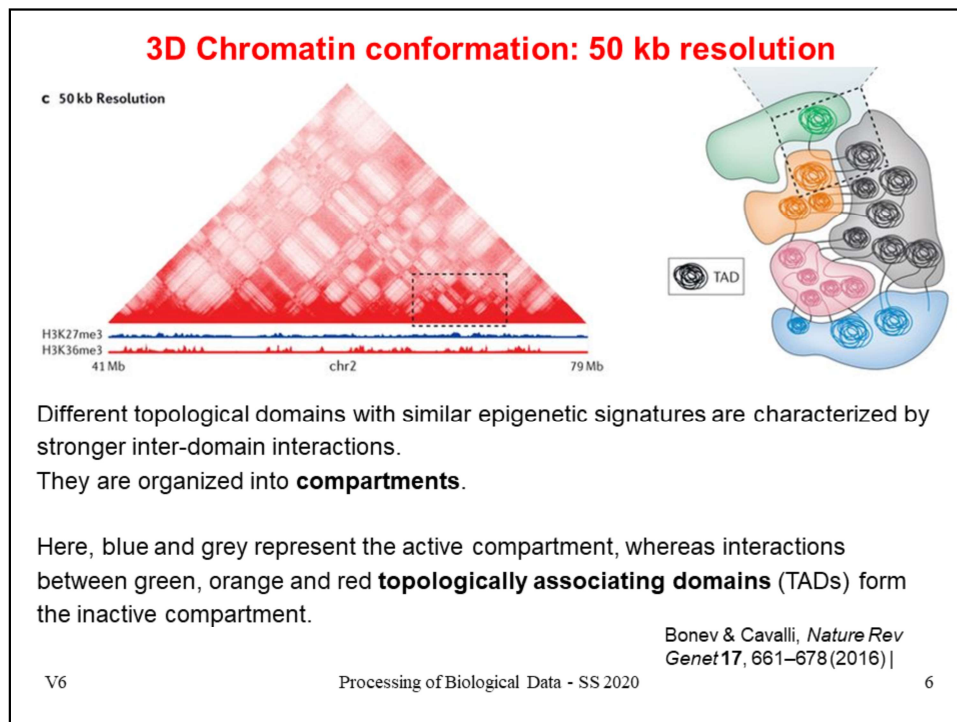 3D Chromatin conformation: 50 kb resolution
c 50 kb Resolution
H3K27me3
H3K36me3
41 Mb
chr2
79 Mb
TAD
Different topological domains with similar epigenetic signatures are characterized by
stronger inter-domain interactions.
They are organized into compartments.
Here, blue and grey represent the active compartment, whereas interactions
between green, orange and red topologically associating domains (TADs) form
the inactive compartment.
Bonev & Cavalli, Nature Rev
Genet 17, 661–678 (2016) |
V6
Processing of Biological Data - SS 2020
6